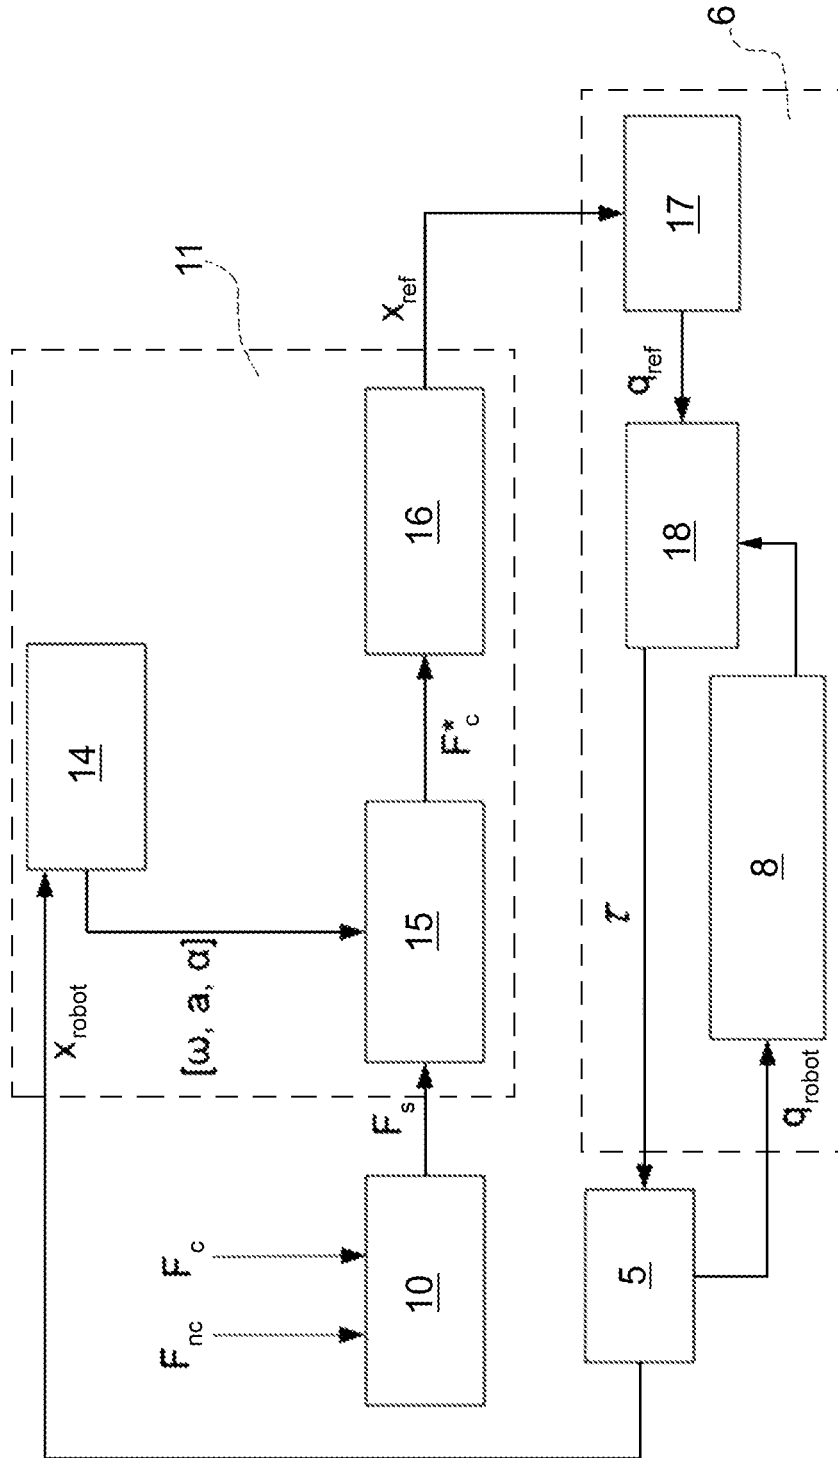 x_robot
14
F_nc
F_c
[ω, a, α]
11
F_s
x_ref
10
15
F*_c
16
τ
q_ref
5
18
17
6
8
q_robot